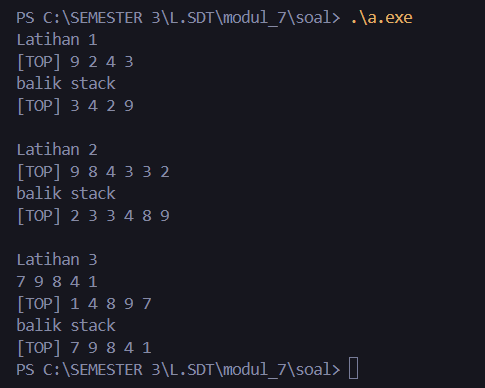 PS C:\SEMESTER 3\L.SDT\modul_7\soal> .\a.exe
Latihan 1
[TOP] 9 2 4 3
balik stack
[TOP] 3 4 2 9
Latihan 2
[TOP] 9 8 4 3 3 2
balik stack
[TOP] 2 3 3 4 8 9
Latihan 3
7 9 8 4 1
[TOP] 1 4 8 9 7
balik stack
[TOP] 7 9 8 4 1
PS C:\SEMESTER 3\L.SDT\modul_7\soal>